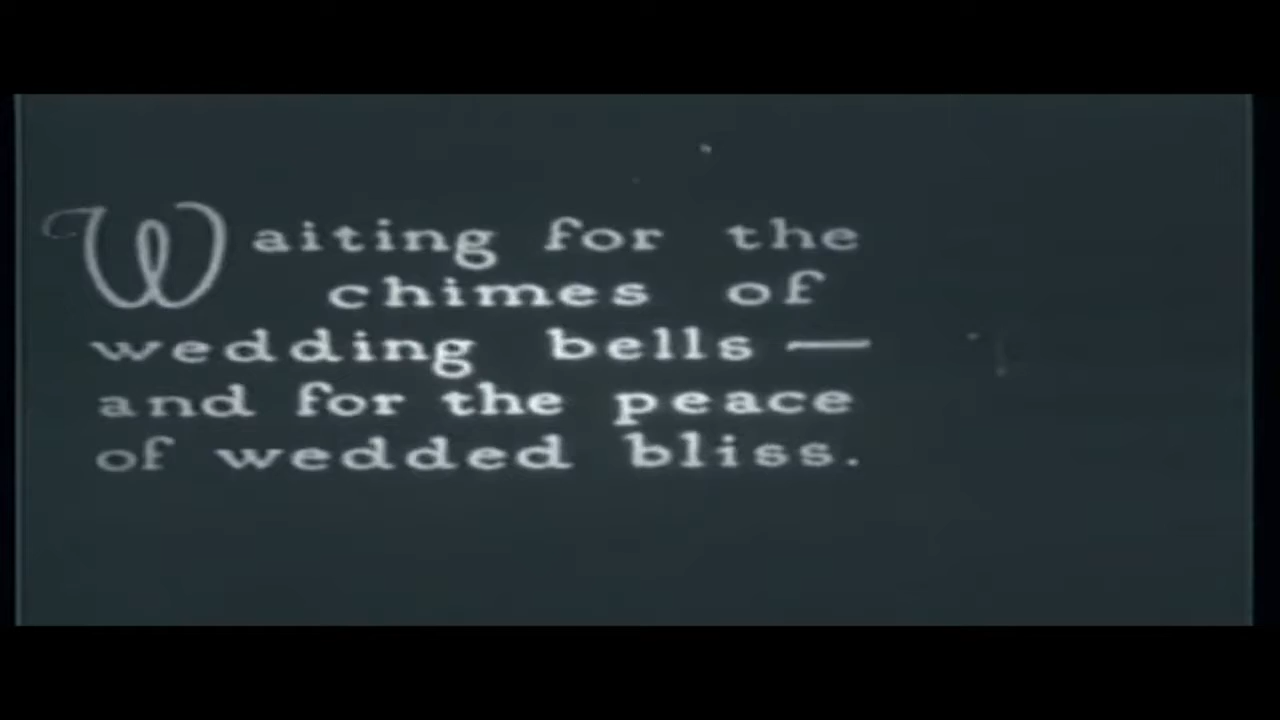 Waiting for the
chimes of
wedding bells —
and for the peace
of wedded bliss.